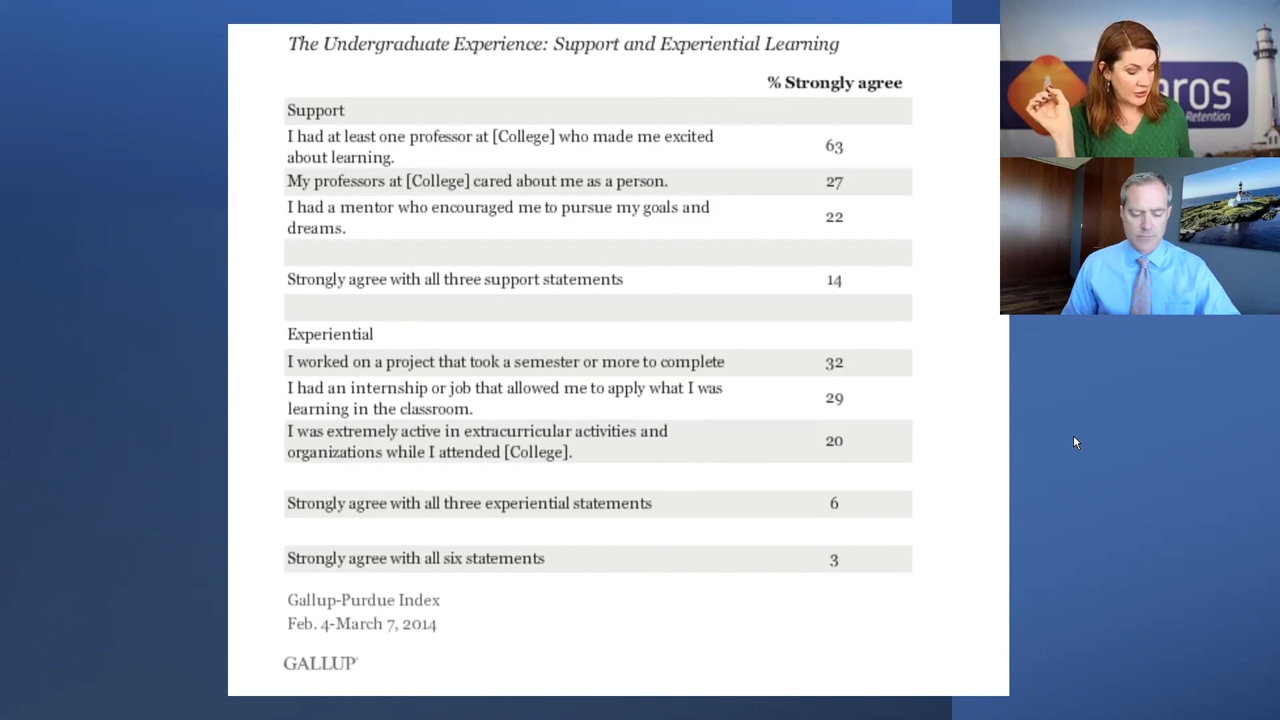 The Undergraduate Experience: Support and Experiential Learning
% Strongly agree
Support
I had at least one professor at [College] who made me excited
about learning.
63
My professors at [College] cared about me as a person.
27
I had a mentor who encouraged me to pursue my goals and
dreams.
22
Strongly agree with all three support statements
14
Experiential
I worked on a project that took a semester or more to complete
32
I had an internship or job that allowed me to apply what I was
learning in the classroom.
29
I was extremely active in extracurricular activities and
organizations while I attended [College].
20
Strongly agree with all three experiential statements
6
Strongly agree with all six statements
3
Gallup-Purdue Index
Feb. 4-March 7, 2014
GALLUP®
Retention